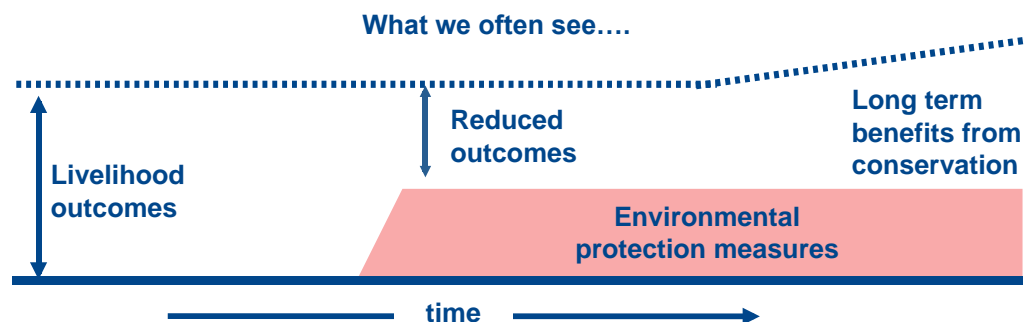 What we often see....
Long term
benefits from
conservation
Reduced
outcomes
Livelihood
outcomes
Environmental
protection measures
time